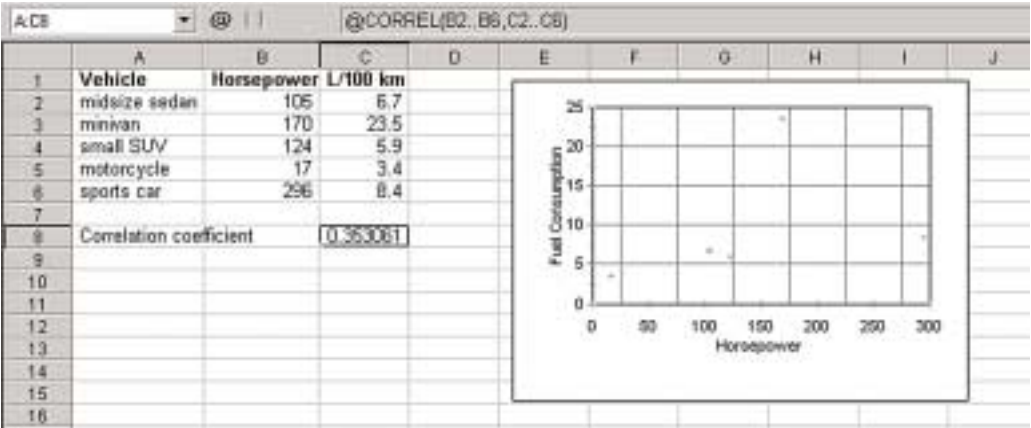 A:C8 @ @CORREL(B2..B6,C2..C6)
A B C D E F G H I J
1 Vehicle Horsepower L/100 km
2 midsize sedan 105 6.7
3 minivan 170 23.5
4 small SUV 124 5.9
5 motorcycle 17 3.4
6 sports car 296 8.4
7
8 Correlation coefficient 0.353061
9
10
11
12
13
14
15
16
Fuel Consumption
25
20
15
10
5
0
0 50 100 150 200 250 300
Horsepower